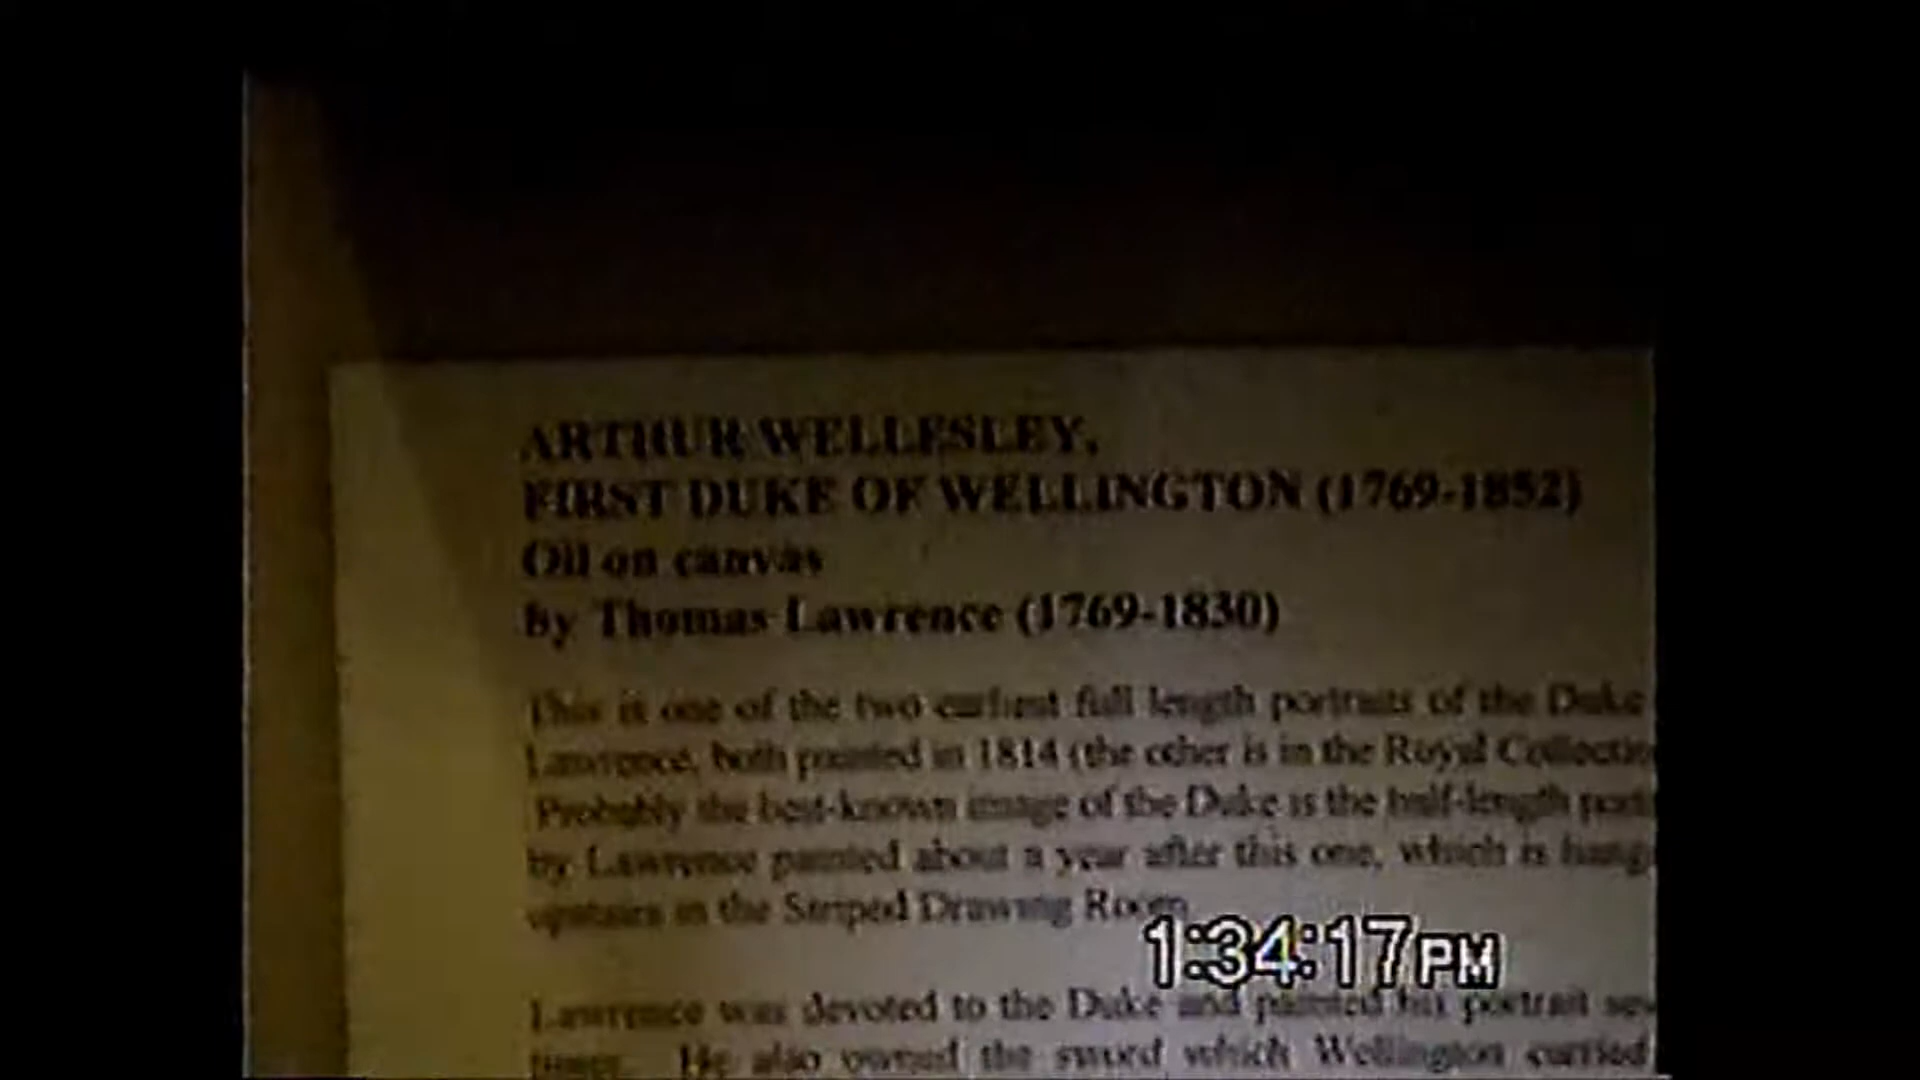 ARTHUR WELLESLEY,
FIRST DUKE OF WELLINGTON (1769-1852)
Oil on canvas
by Thomas Lawrence (1769-1830)
This is one of the two earliest full length portraits of the Duke
Lawrence, both painted in 1814 (the other is in the Royal
Probably the best-known image of the Duke is the half-length
by Lawrence painted about a year after this one, which is
upstairs in the Striped Drawing Room.
1:34:17PM
Lawrence was devoted to the Duke and painted his portrait
times. He also owned the sword which Wellington carried